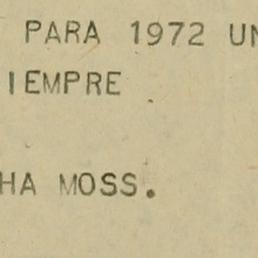 PARA 1972 UN
IEMPRE
HA MOSS.